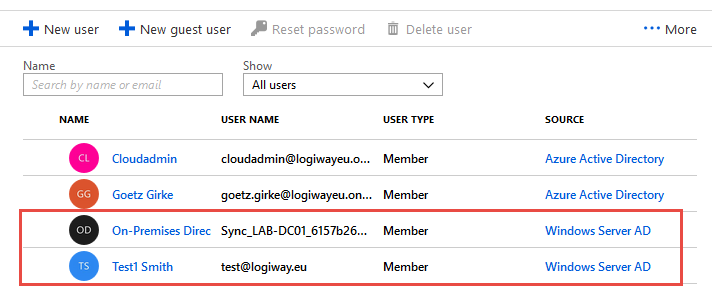 New user New guest user Reset password Delete user ··· More
Name Show
Search by name or email All users
NAME USER NAME USER TYPE SOURCE
CL Cloudadmin cloudadmin@logiwayeu.o... Member Azure Active Directory
GG Goetz Girke goetz.girke@logiwayeu.on... Member Azure Active Directory
OD On-Premises Direc Sync_LAB-DC01_6157b26... Member Windows Server AD
TS Test1 Smith test@logiway.eu Member Windows Server AD